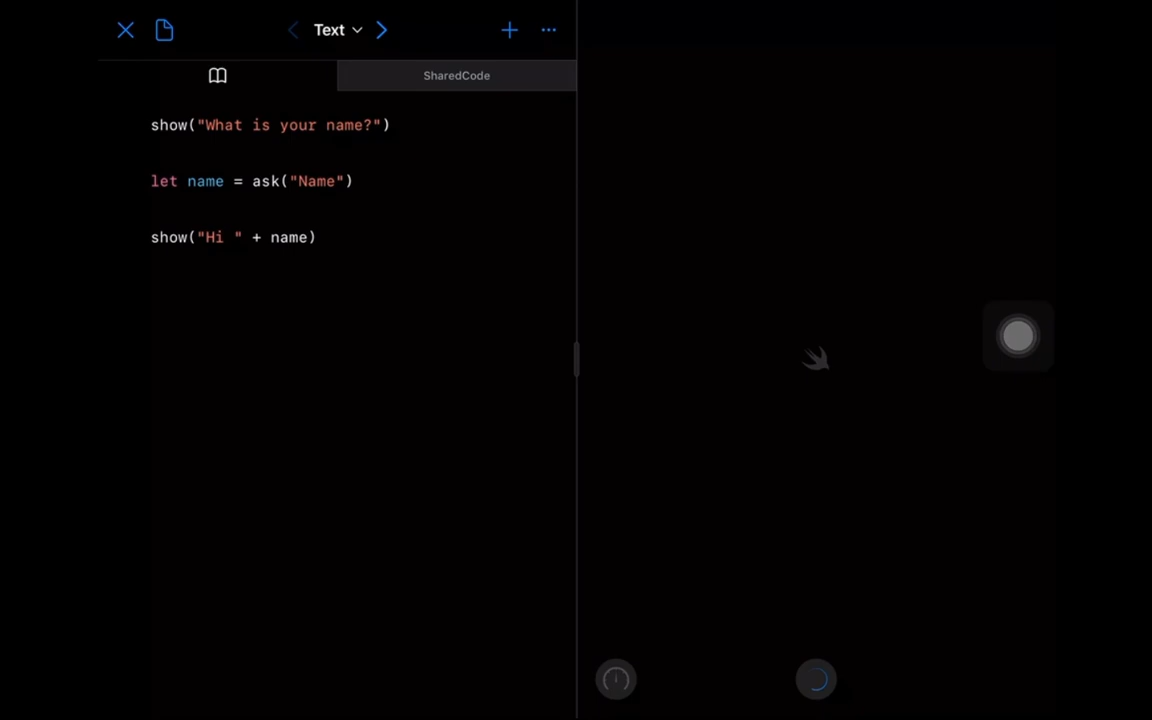 Text
SharedCode
show("What is your name?")
let name = ask("Name")
show("Hi " + name)